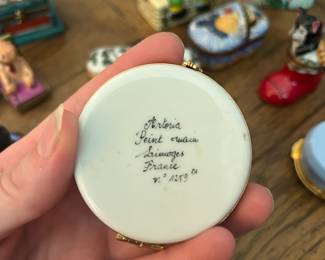 Artoria
Peint main
Limoges
France